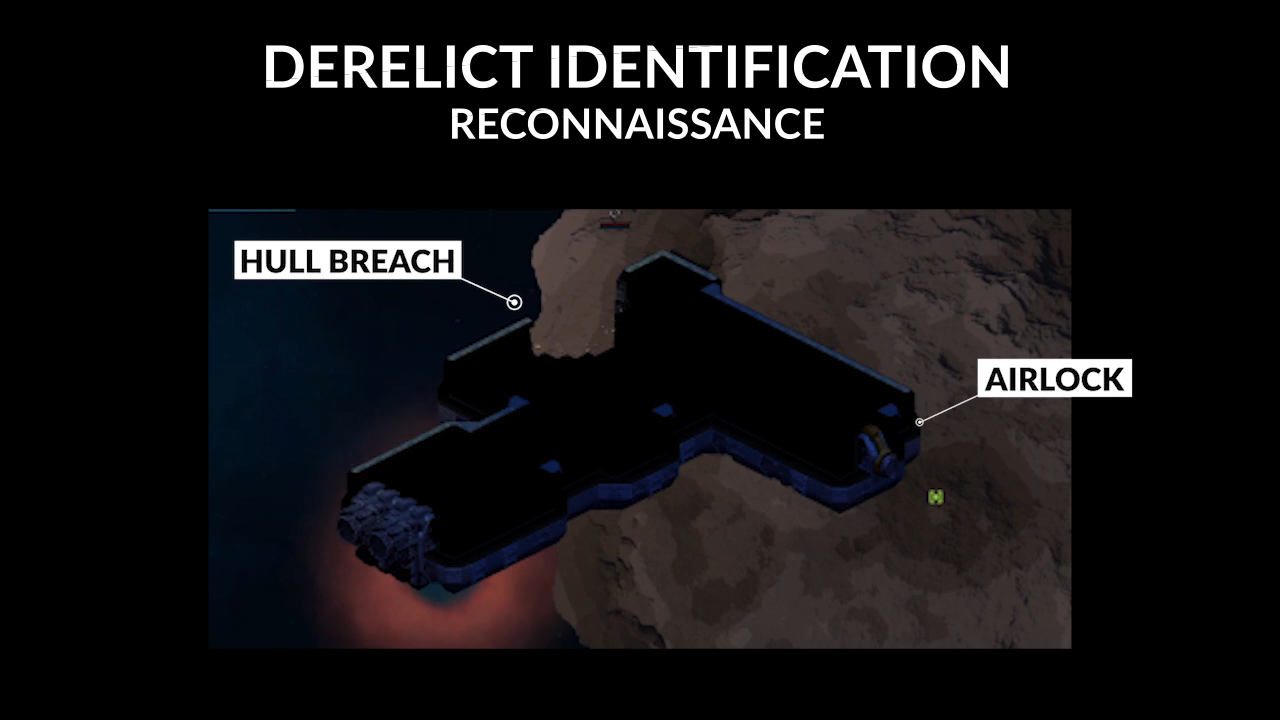 DERELICT IDENTIFICATION
RECONNAISSANCE
HULL BREACH
AIRLOCK